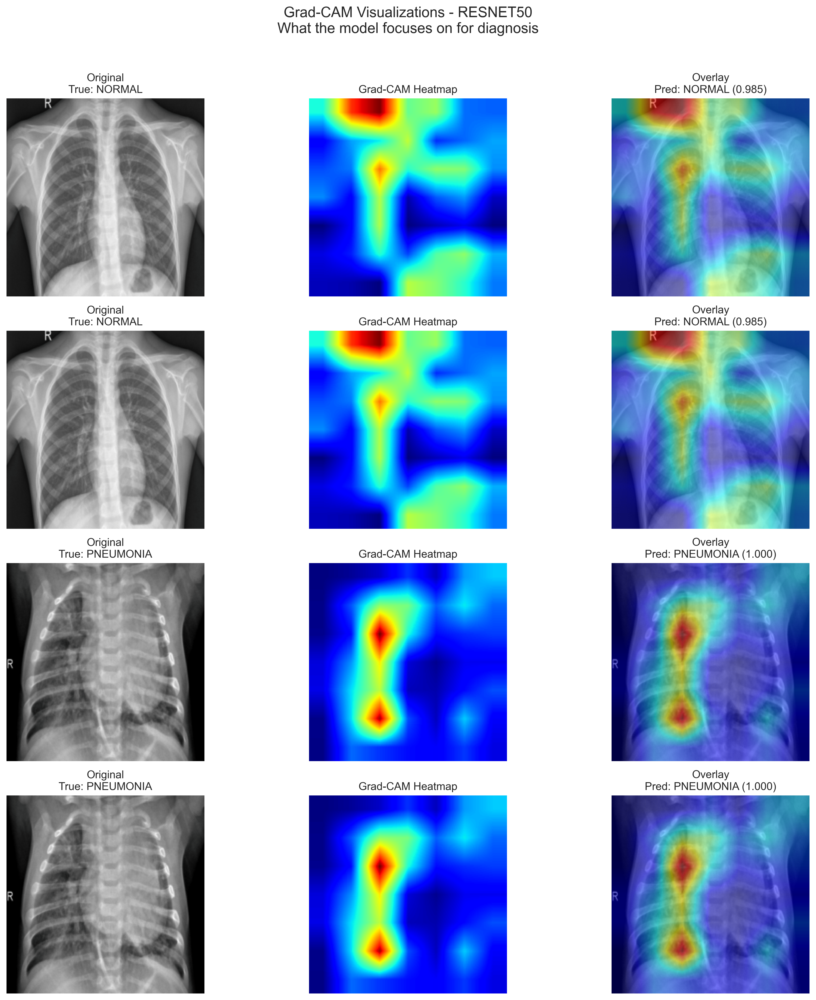 Grad-CAM Visualizations - RESNET50
What the model focuses on for diagnosis
Original
True: NORMAL
Grad-CAM Heatmap
Overlay
Pred: NORMAL (0.985)
R
R
Original
True: NORMAL
Grad-CAM Heatmap
Overlay
Pred: NORMAL (0.985)
R
R
Original
True: PNEUMONIA
Grad-CAM Heatmap
Overlay
Pred: PNEUMONIA (1.000)
R
R
Original
True: PNEUMONIA
Grad-CAM Heatmap
Overlay
Pred: PNEUMONIA (1.000)
R
R